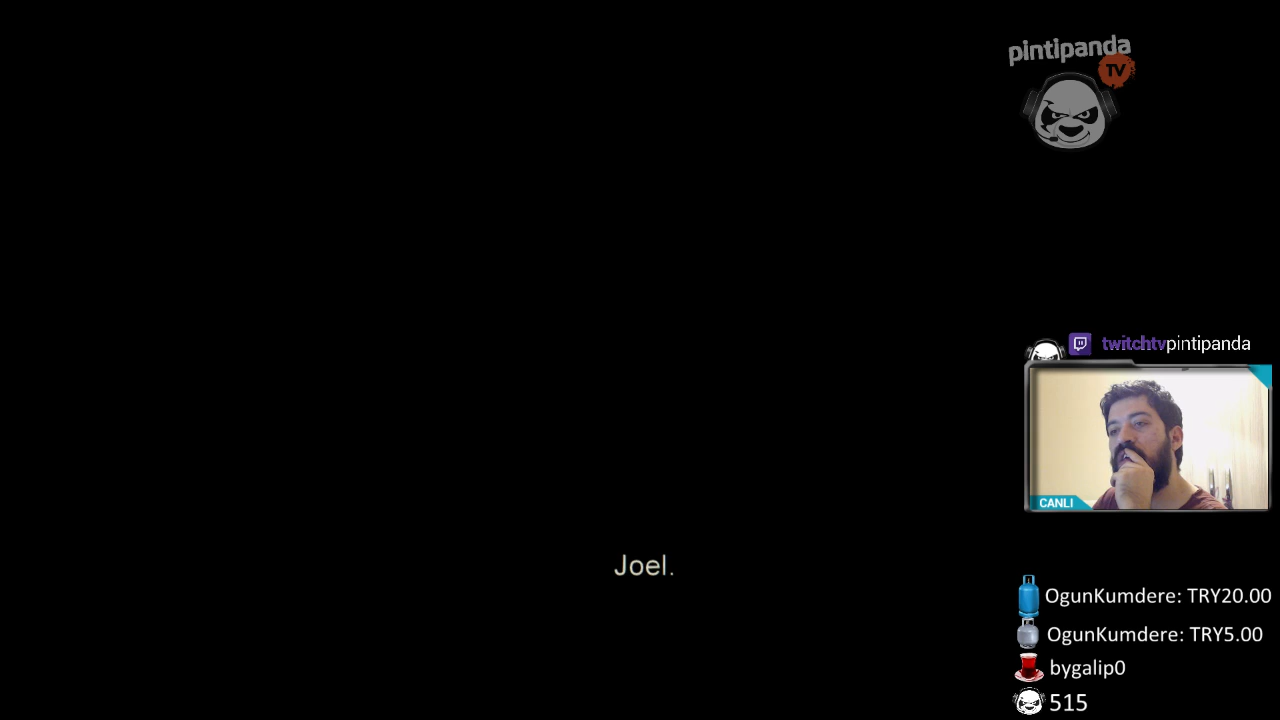 pintipanda
TV
twitchtvpintipanda
CANLI
Joel.
OgunKumdere: TRY20.00
OgunKumdere: TRY5.00
bygalip0
515